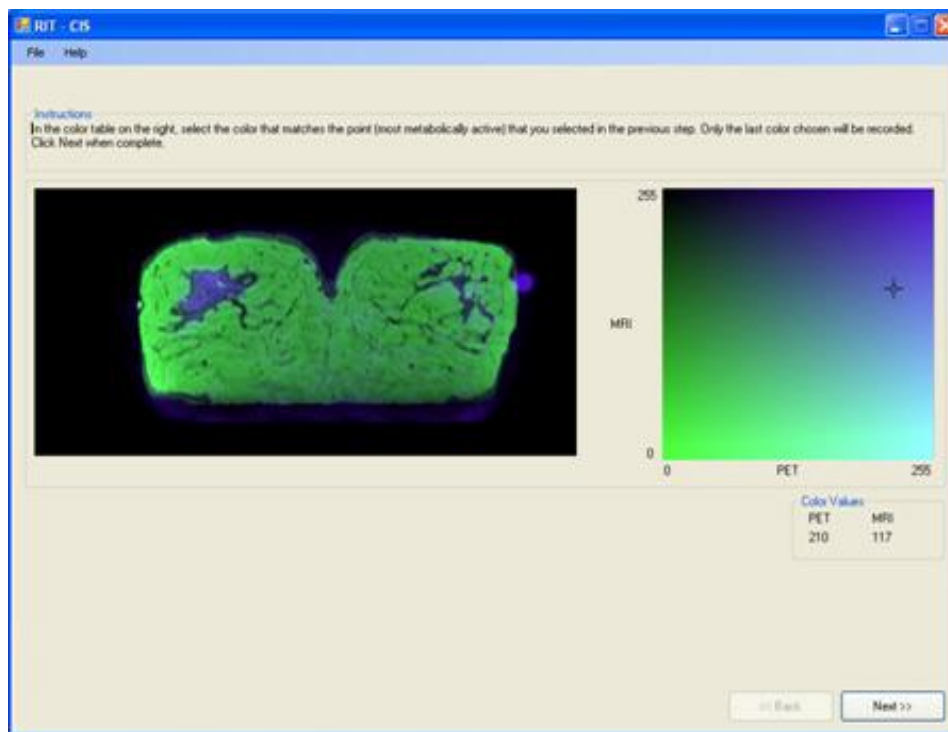 RIT - CIS
File Help
Instructions
In the color table on the right, select the color that matches the point (most metabolically active) that you selected in the previous step. Only the last color chosen will be recorded.
Click Next when complete.
255
MRI
0
0 PET 255
Color Values
PET MRI
210 117
<< Back Next >>